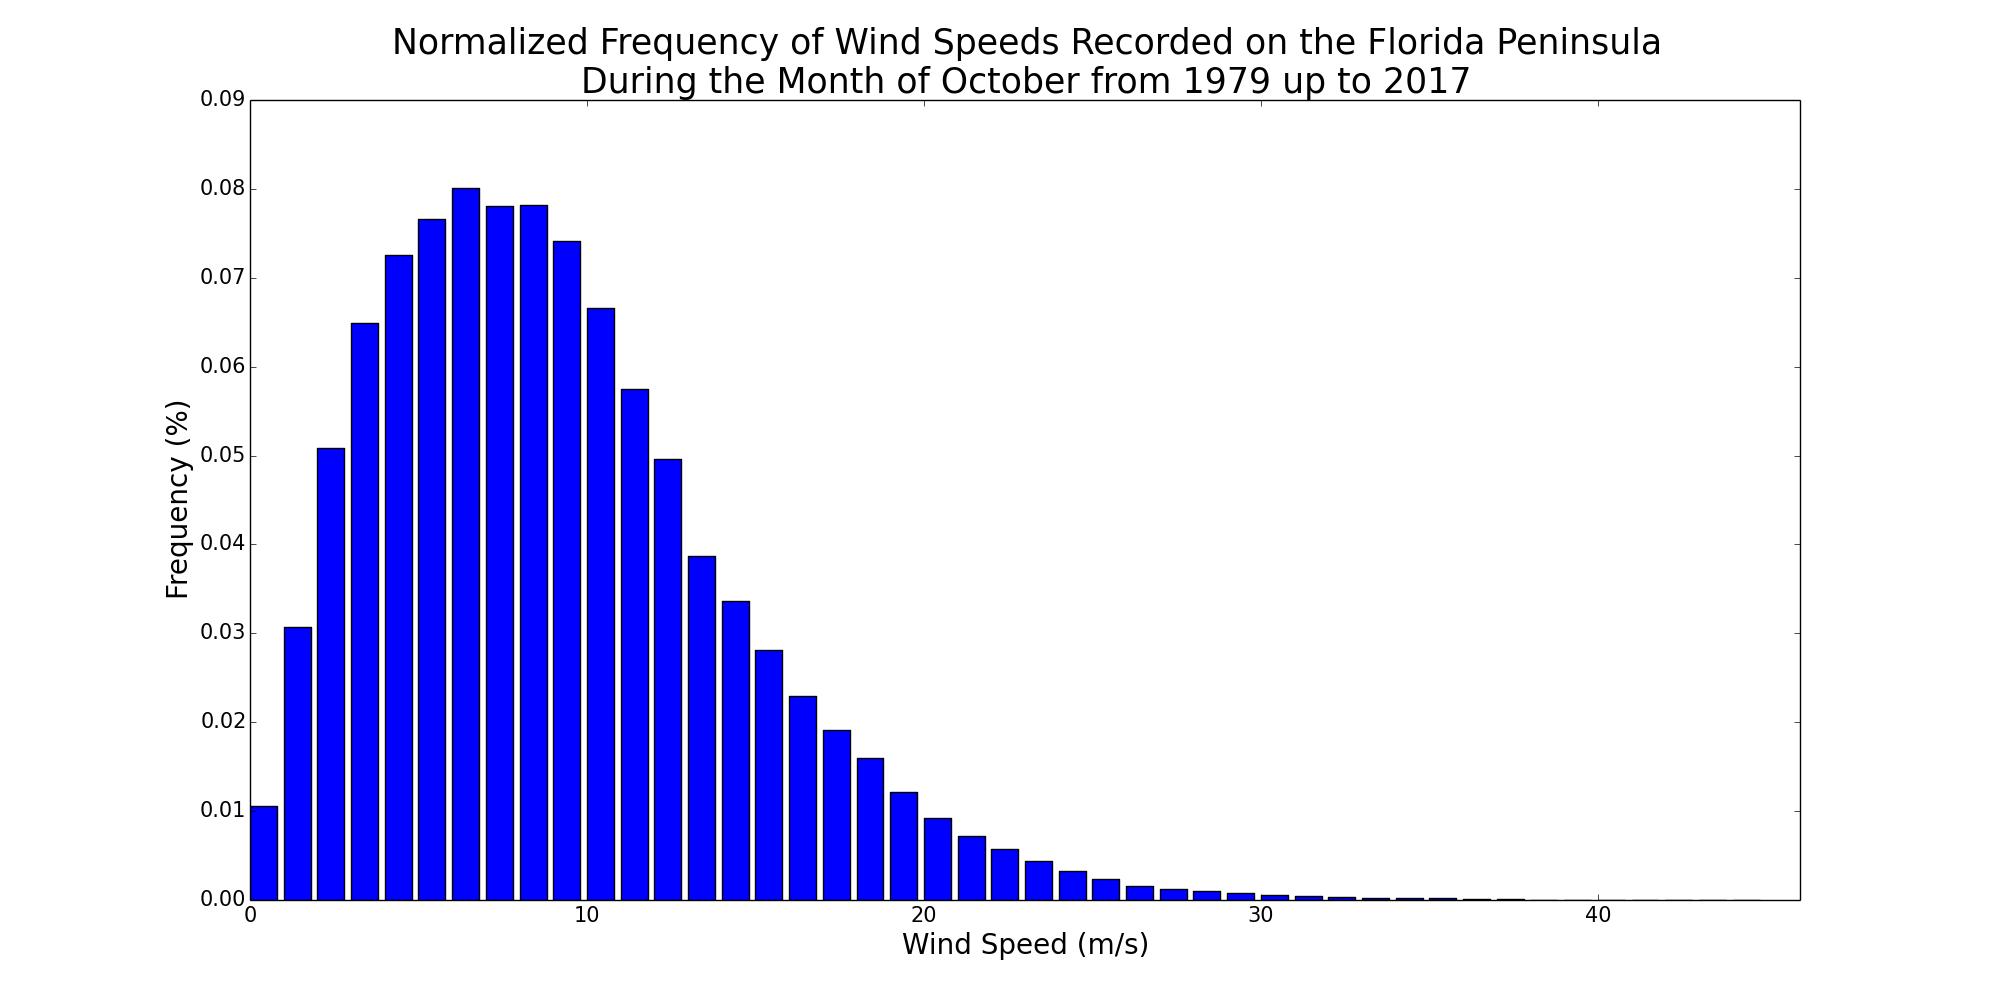 Normalized Frequency of Wind Speeds Recorded on the Florida Peninsula
During the Month of October from 1979 up to 2017
0.09
0.08
0.07
0.06
0.05
0.04
0.03
0.02
0.01
0.00
Frequency (%)
0 10 20 30 40
Wind Speed (m/s)